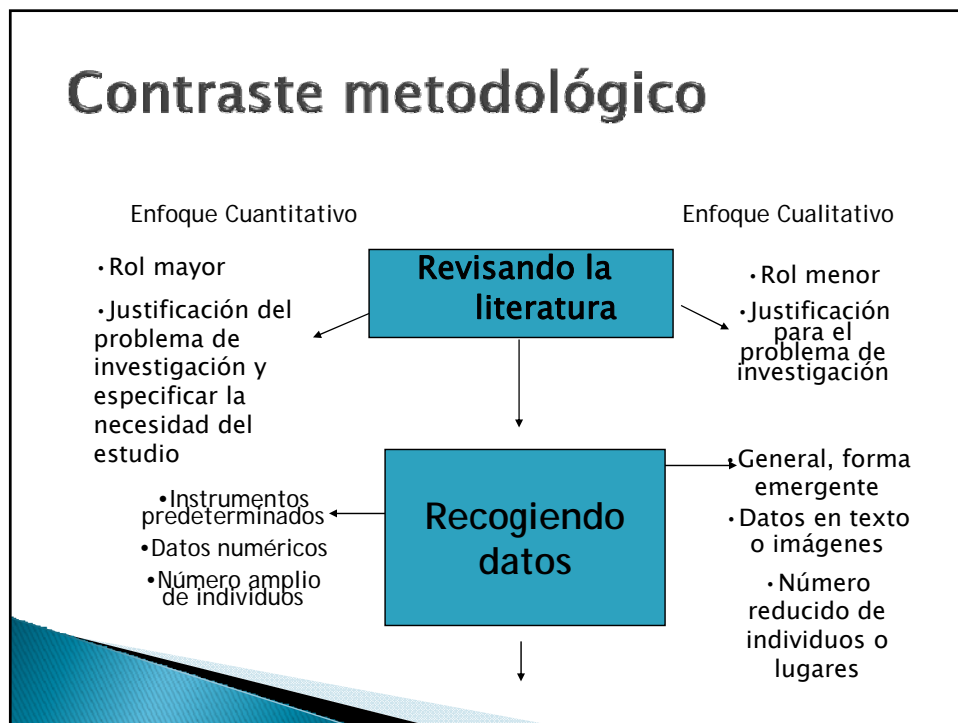 Contraste metodológico
Enfoque Cuantitativo
Enfoque Cualitativo
•Rol mayor
•Justificación del
problema de
investigación y
especificar la
necesidad del
estudio
Revisando la
literatura
•Rol menor
•Justificación
para el
problema de
investigación
•Instrumentos
predeterminados
•Datos numéricos
•Número amplio
de individuos
Recogiendo
datos
•General, forma
emergente
•Datos en texto
o imágenes
•Número
reducido de
individuos o
lugares